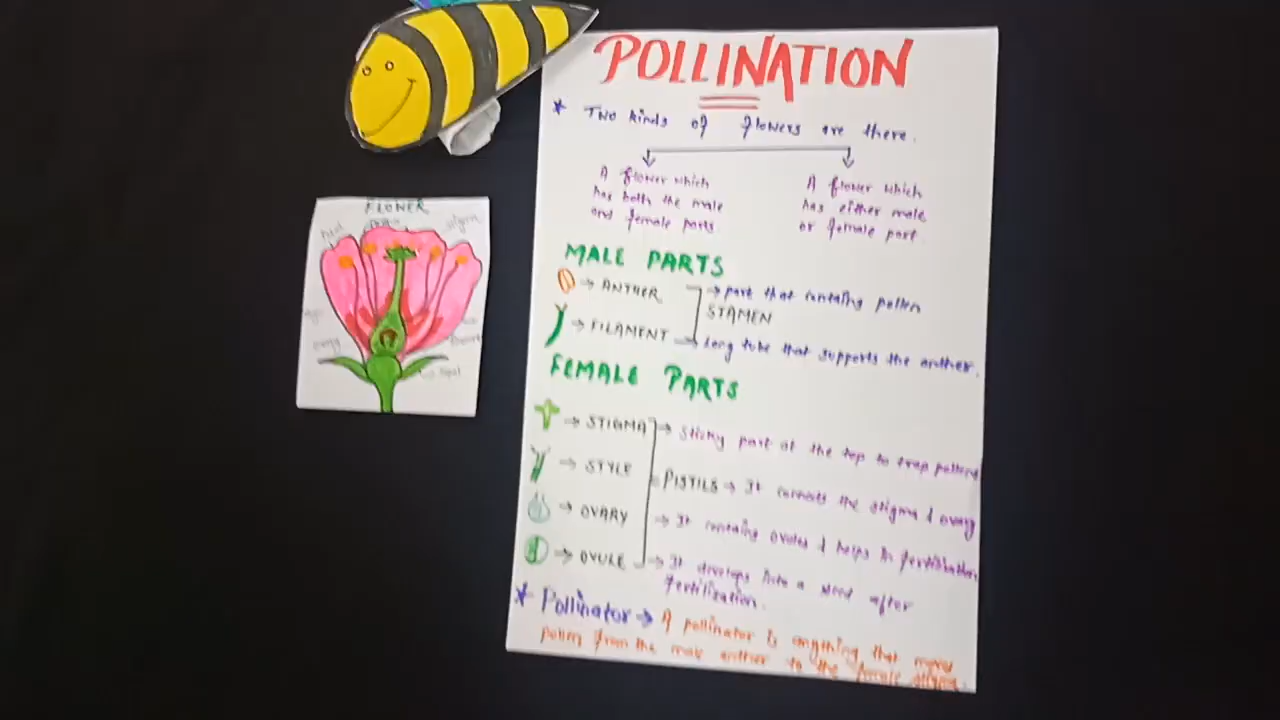 POLLINATION
* Two kinds of flowers are there.
A flower which
has both the male
and female parts
A flower which
has either male
or female part.
MALE PARTS
→ ANTHER → part that contains pollen
STAMEN
→ FILAMENT → Long tube that supports the anther.
FEMALE PARTS
→ STIGMA → Sticky part at the top to trap pollens
→ STYLE PISTILS → It connects the stigma & ovary
→ OVARY → It contains ovules & helps in fertilisation
→ OVULE → It develops into a seed after
fertilization.
* Pollinator → A pollinator is anything that moves
pollen from the male anther to the female stigma.
FLOWER
stigma
ovary